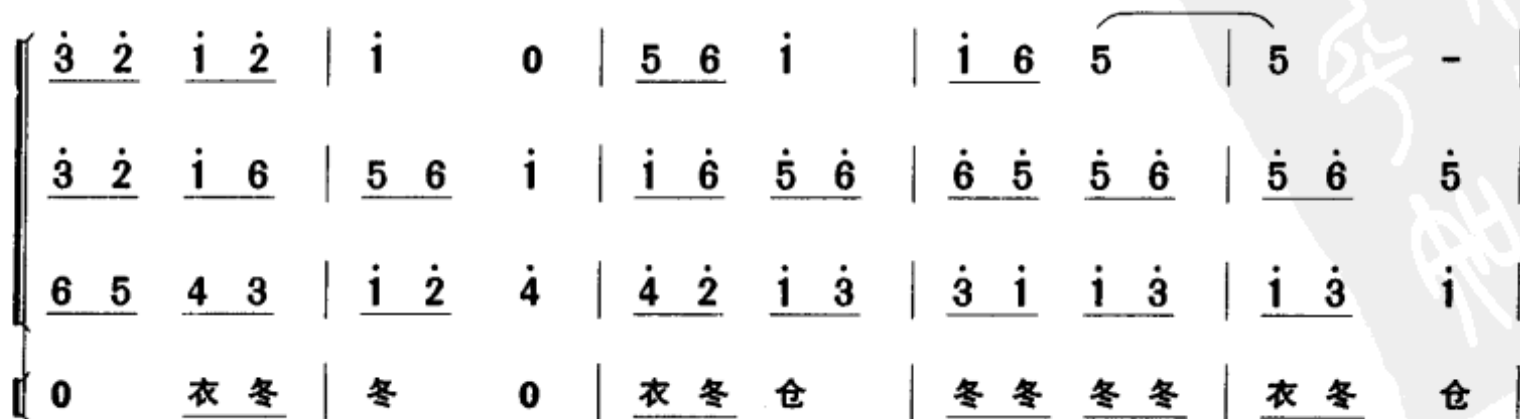 3̇ 2̇ 1̇ 2̇ | 1̇ 0 | 5 6 1̇ | 1̇ 6 5 | 5 - |
3̇ 2̇ 1̇ 6 | 5 6 1̇ | 1̇ 6̇ 5̇ 6̇ | 6̇ 5̇ 5̇ 6̇ | 5̇ 6̇ 5̇ |
6 5 4 3 | 1̇ 2̇ 4̇ | 4̇ 2̇ 1̇ 3̇ | 3̇ 1̇ 1̇ 3̇ | 1̇ 3̇ 1̇ |
0 衣 冬 | 冬 0 | 衣 冬 仓 | 冬 冬 冬 冬 | 衣 冬 仓 |